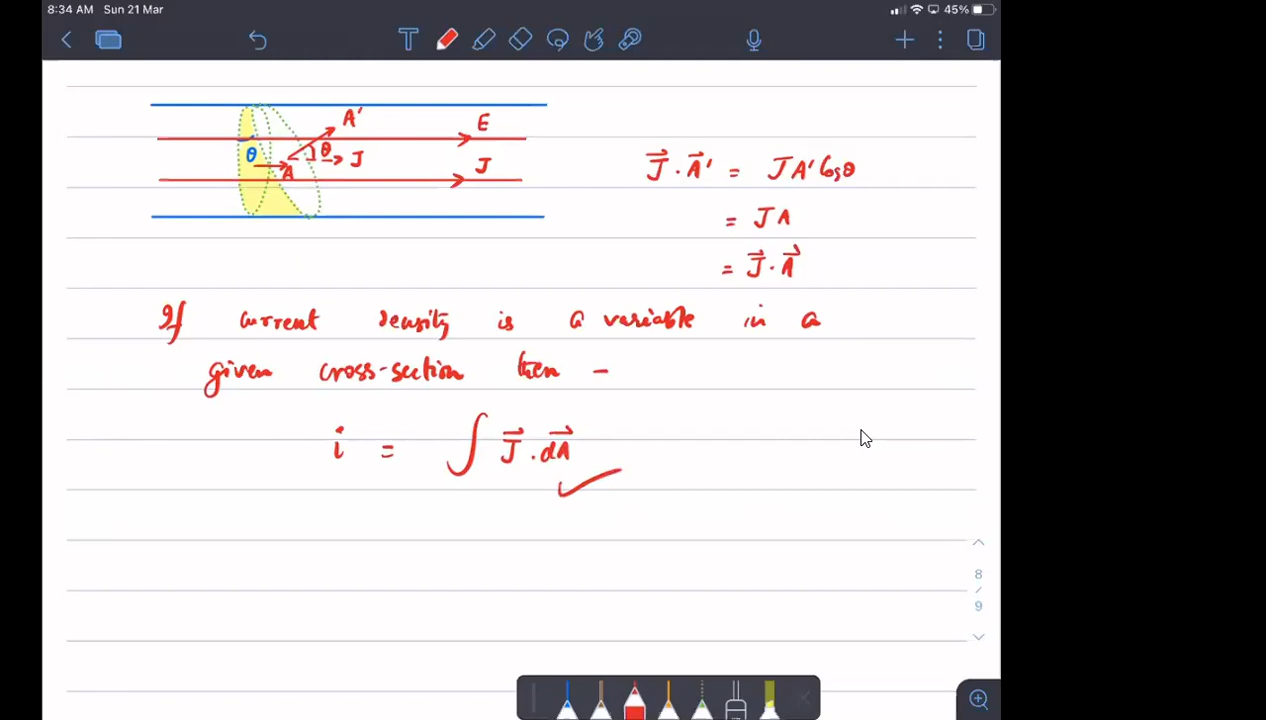 8:34 AM Sun 21 Mar
45%
T
A'
E
θ
θ
J
J
A
J⃗ . A⃗' = JA' Cosθ
= JA
= J⃗ . A⃗
If current density is a variable in a
given cross-section then -
i = ∫ J⃗ . dA⃗
8
/
9